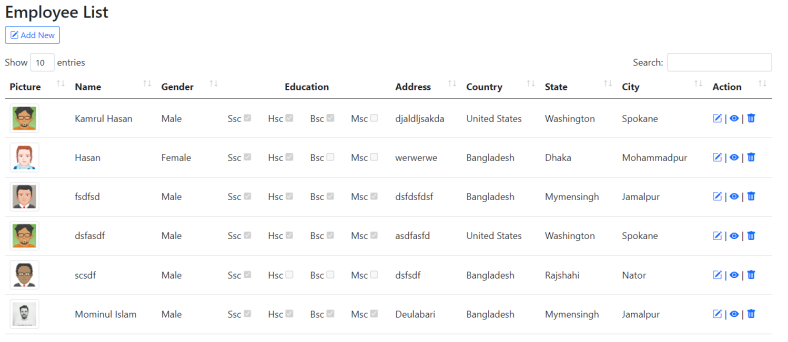 Employee List
Add New
Show 10 entries Search:
Picture Name Gender Education Address Country State City Action
Kamrul Hasan Male Ssc Hsc Bsc Msc djaldljsakda United States Washington Spokane | |
Hasan Female Ssc Hsc Bsc Msc werwerwe Bangladesh Dhaka Mohammadpur | |
fsdfsd Male Ssc Hsc Bsc Msc dsfdsfdsf Bangladesh Mymensingh Jamalpur | |
dsfasdf Male Ssc Hsc Bsc Msc asdfasfd United States Washington Spokane | |
scsdf Male Ssc Hsc Bsc Msc dsfsdf Bangladesh Rajshahi Nator | |
Mominul Islam Male Ssc Hsc Bsc Msc Deulabari Bangladesh Mymensingh Jamalpur | |